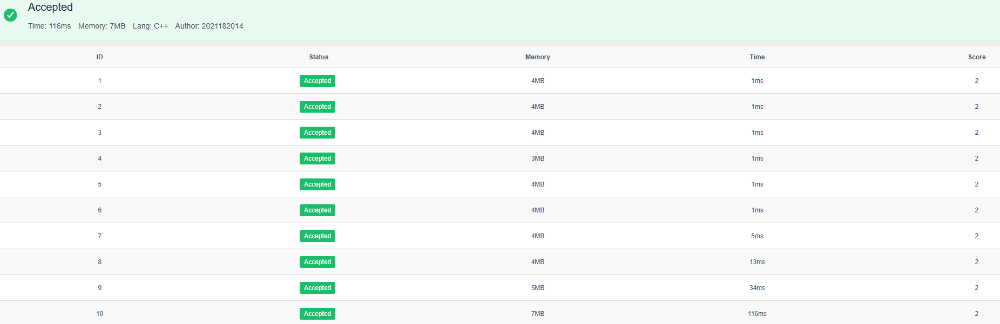 Accepted
Time: 116ms Memory: 7MB Lang: C++ Author: 2021182014
ID Status Memory Time Score
1 Accepted 4MB 1ms 2
2 Accepted 4MB 1ms 2
3 Accepted 4MB 1ms 2
4 Accepted 3MB 1ms 2
5 Accepted 4MB 1ms 2
6 Accepted 4MB 1ms 2
7 Accepted 4MB 5ms 2
8 Accepted 4MB 13ms 2
9 Accepted 5MB 34ms 2
10 Accepted 7MB 116ms 2